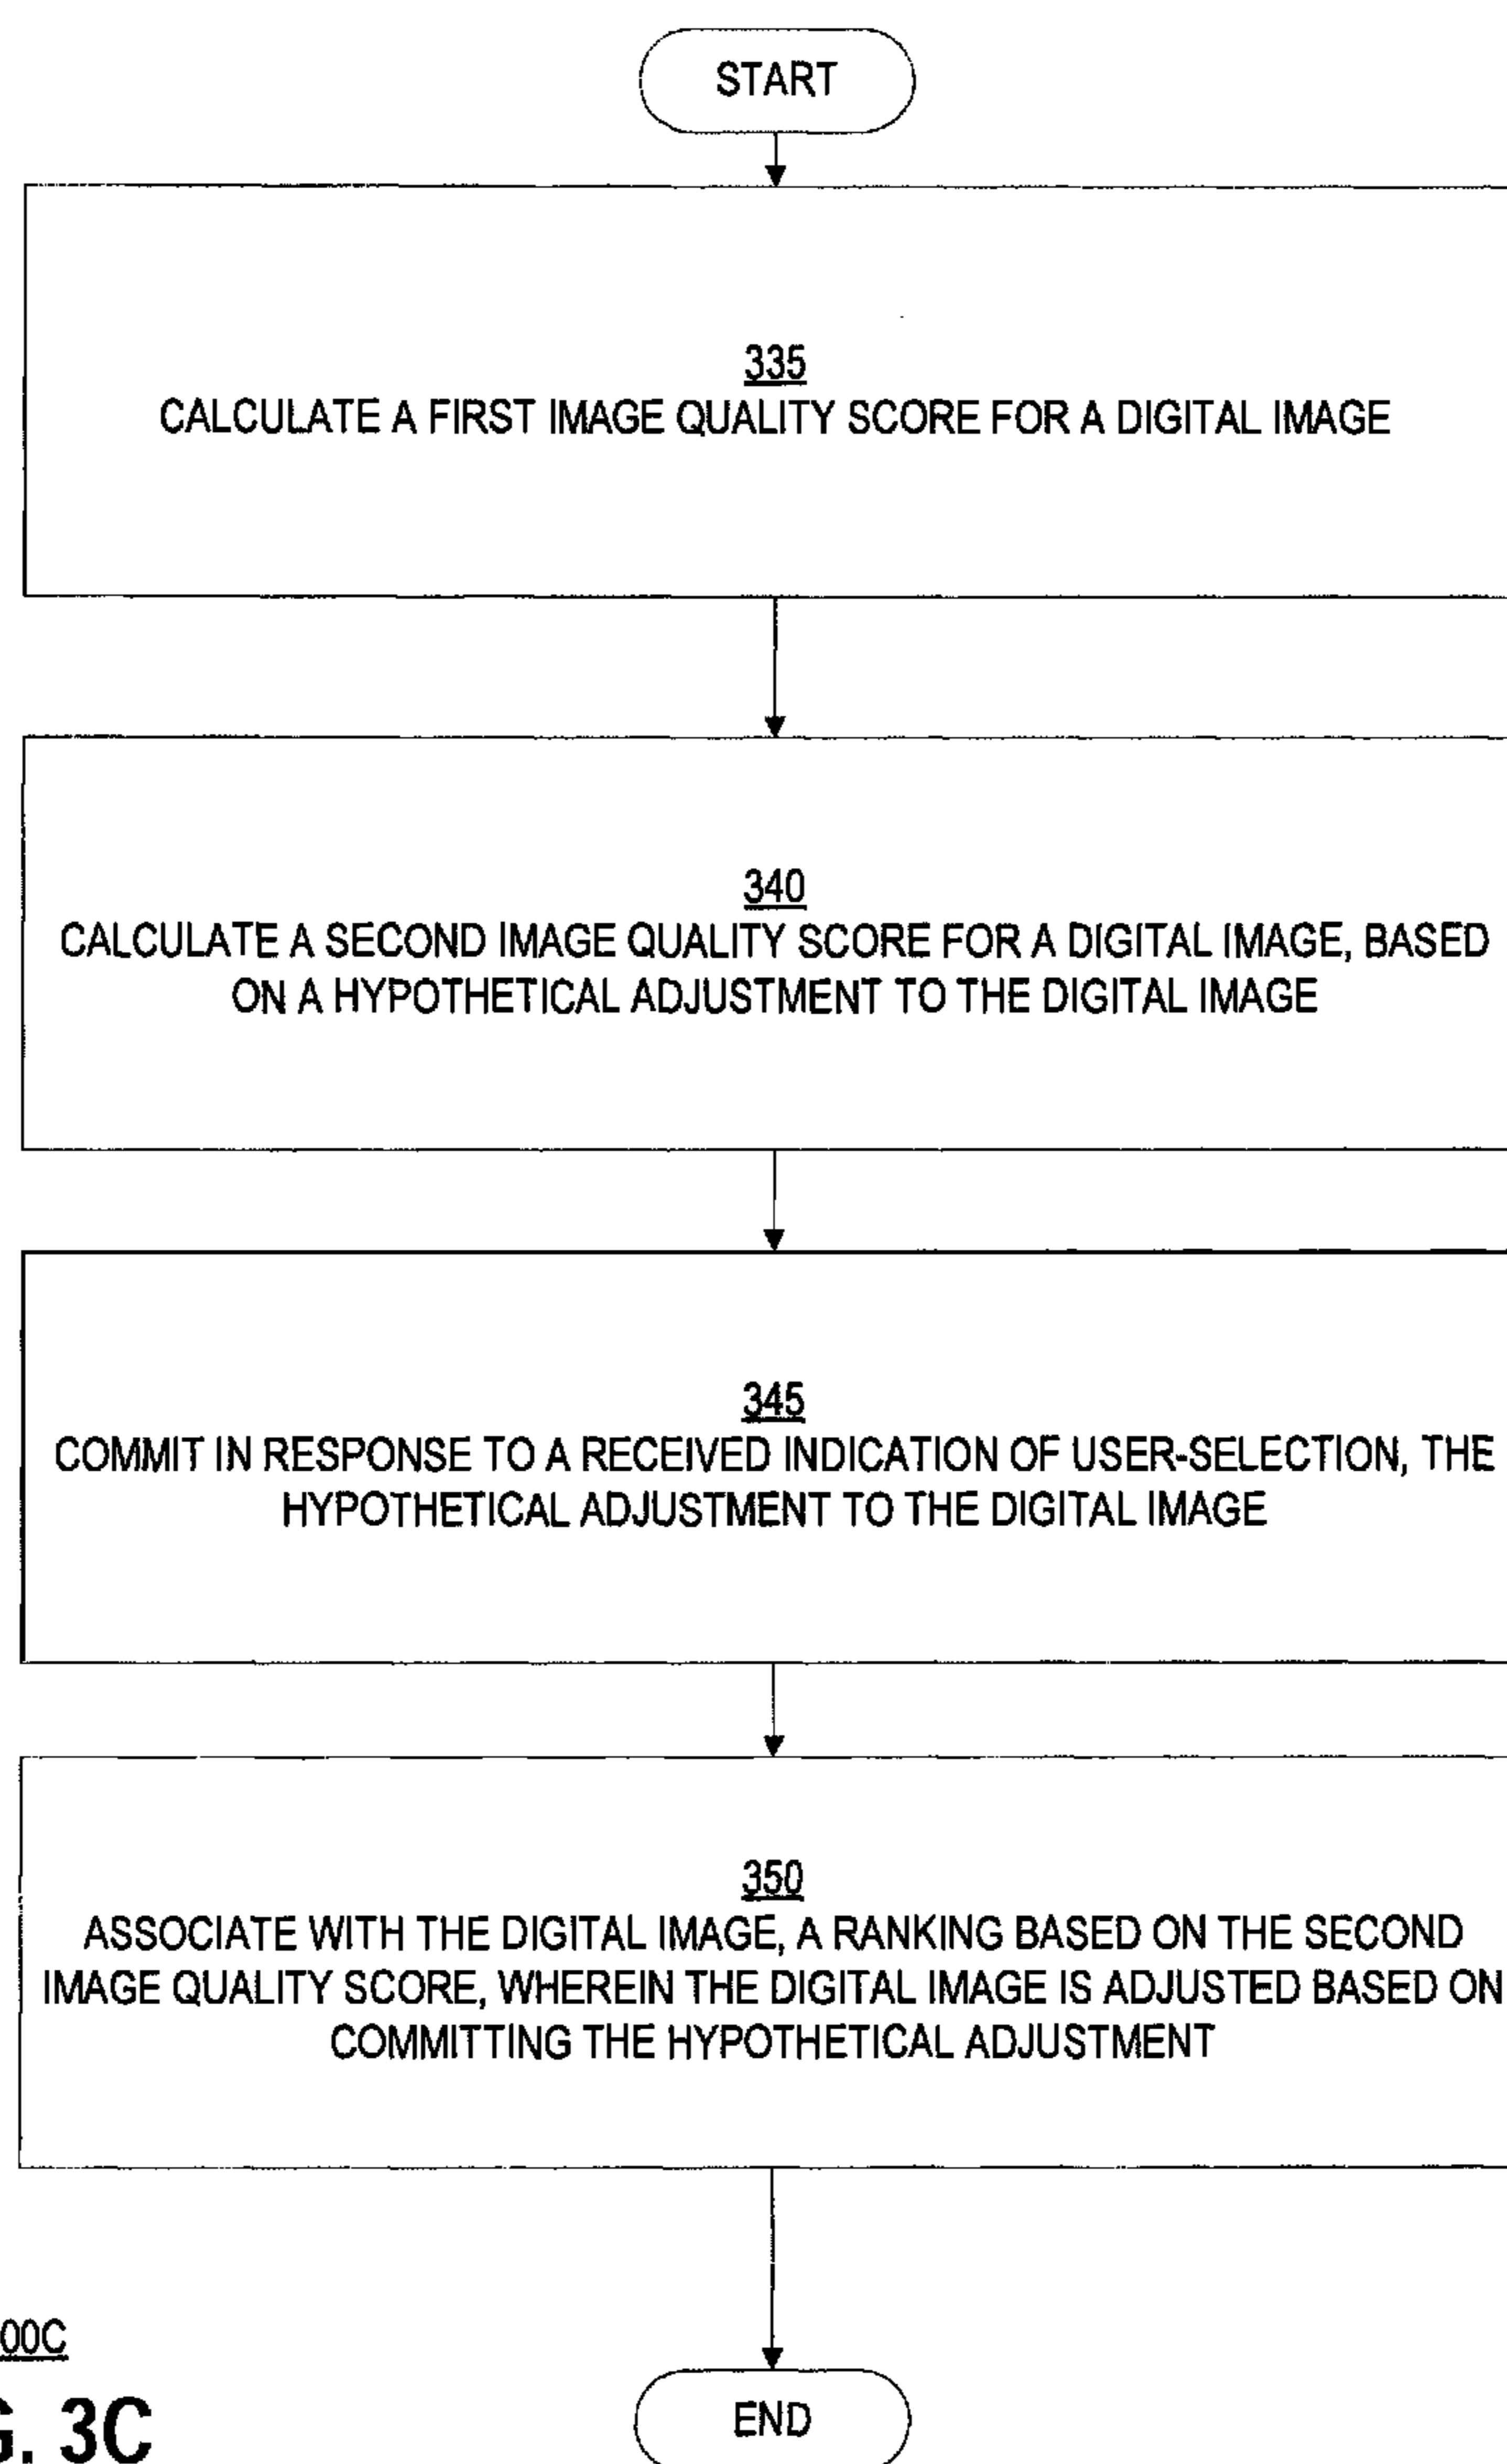 START
335
CALCULATE A FIRST IMAGE QUALITY SCORE FOR A DIGITAL IMAGE
340
CALCULATE A SECOND IMAGE QUALITY SCORE FOR A DIGITAL IMAGE, BASED
ON A HYPOTHETICAL ADJUSTMENT TO THE DIGITAL IMAGE
345
COMMIT IN RESPONSE TO A RECEIVED INDICATION OF USER-SELECTION, THE
HYPOTHETICAL ADJUSTMENT TO THE DIGITAL IMAGE
350
ASSOCIATE WITH THE DIGITAL IMAGE, A RANKING BASED ON THE SECOND
IMAGE QUALITY SCORE, WHEREIN THE DIGITAL IMAGE IS ADJUSTED BASED ON
COMMITTING THE HYPOTHETICAL ADJUSTMENT
00C
END
G. 3C